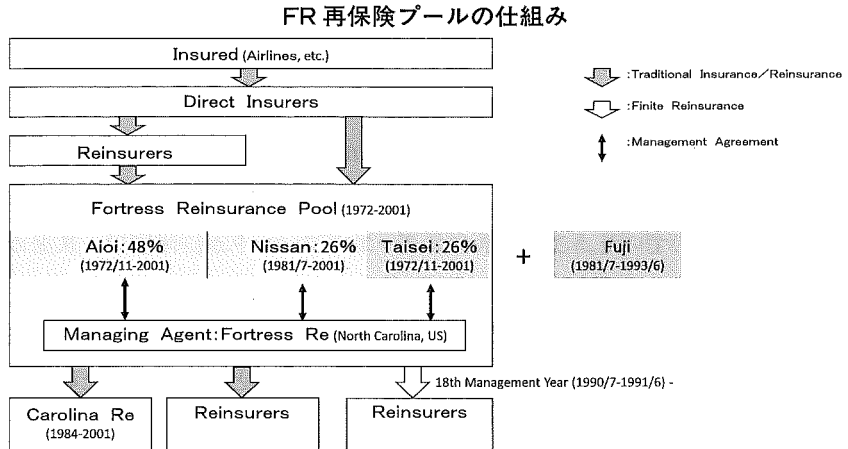 FR 再保険プールの仕組み
Insured (Airlines, etc.)
Direct Insurers
Reinsurers
:Traditional Insurance／Reinsurance
:Finite Reinsurance
:Management Agreement
Fortress Reinsurance Pool (1972-2001)
Aioi:48%
(1972/11-2001)
Nissan:26%
(1981/7-2001)
Taisei:26%
(1972/11-2001)
+
Fuji
(1981/7-1993/6)
Managing Agent:Fortress Re (North Carolina, US)
18th Management Year (1990/7-1991/6) -
Carolina Re
(1984-2001)
Reinsurers
Reinsurers